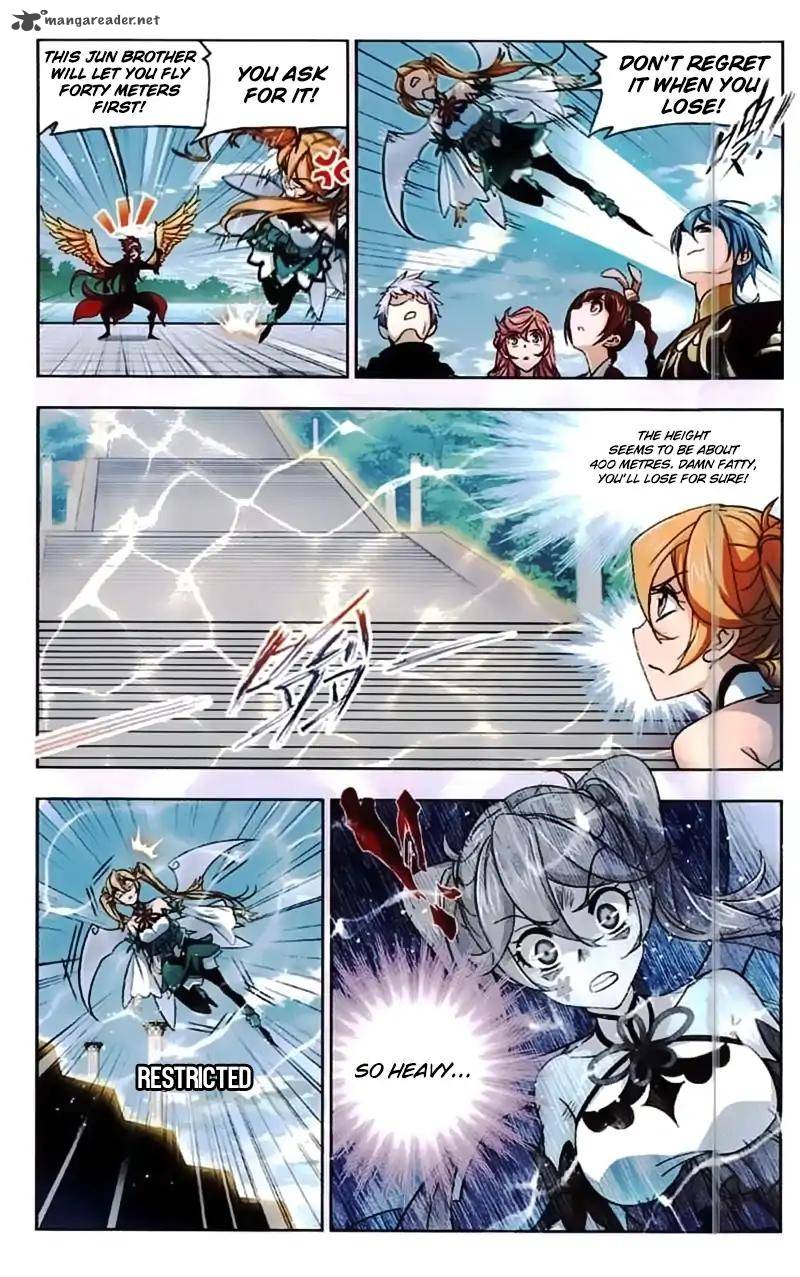 mangareader.net
THIS JUN BROTHER
WILL LET YOU FLY
FORTY METERS
FIRST!
YOU ASK
FOR IT!
DON'T REGRET
IT WHEN YOU
LOSE!
THE HEIGHT
SEEMS TO BE ABOUT
400 METRES. DAMN FATTY,
YOU'LL LOSE FOR SURE!
RESTRICTED
SO HEAVY...